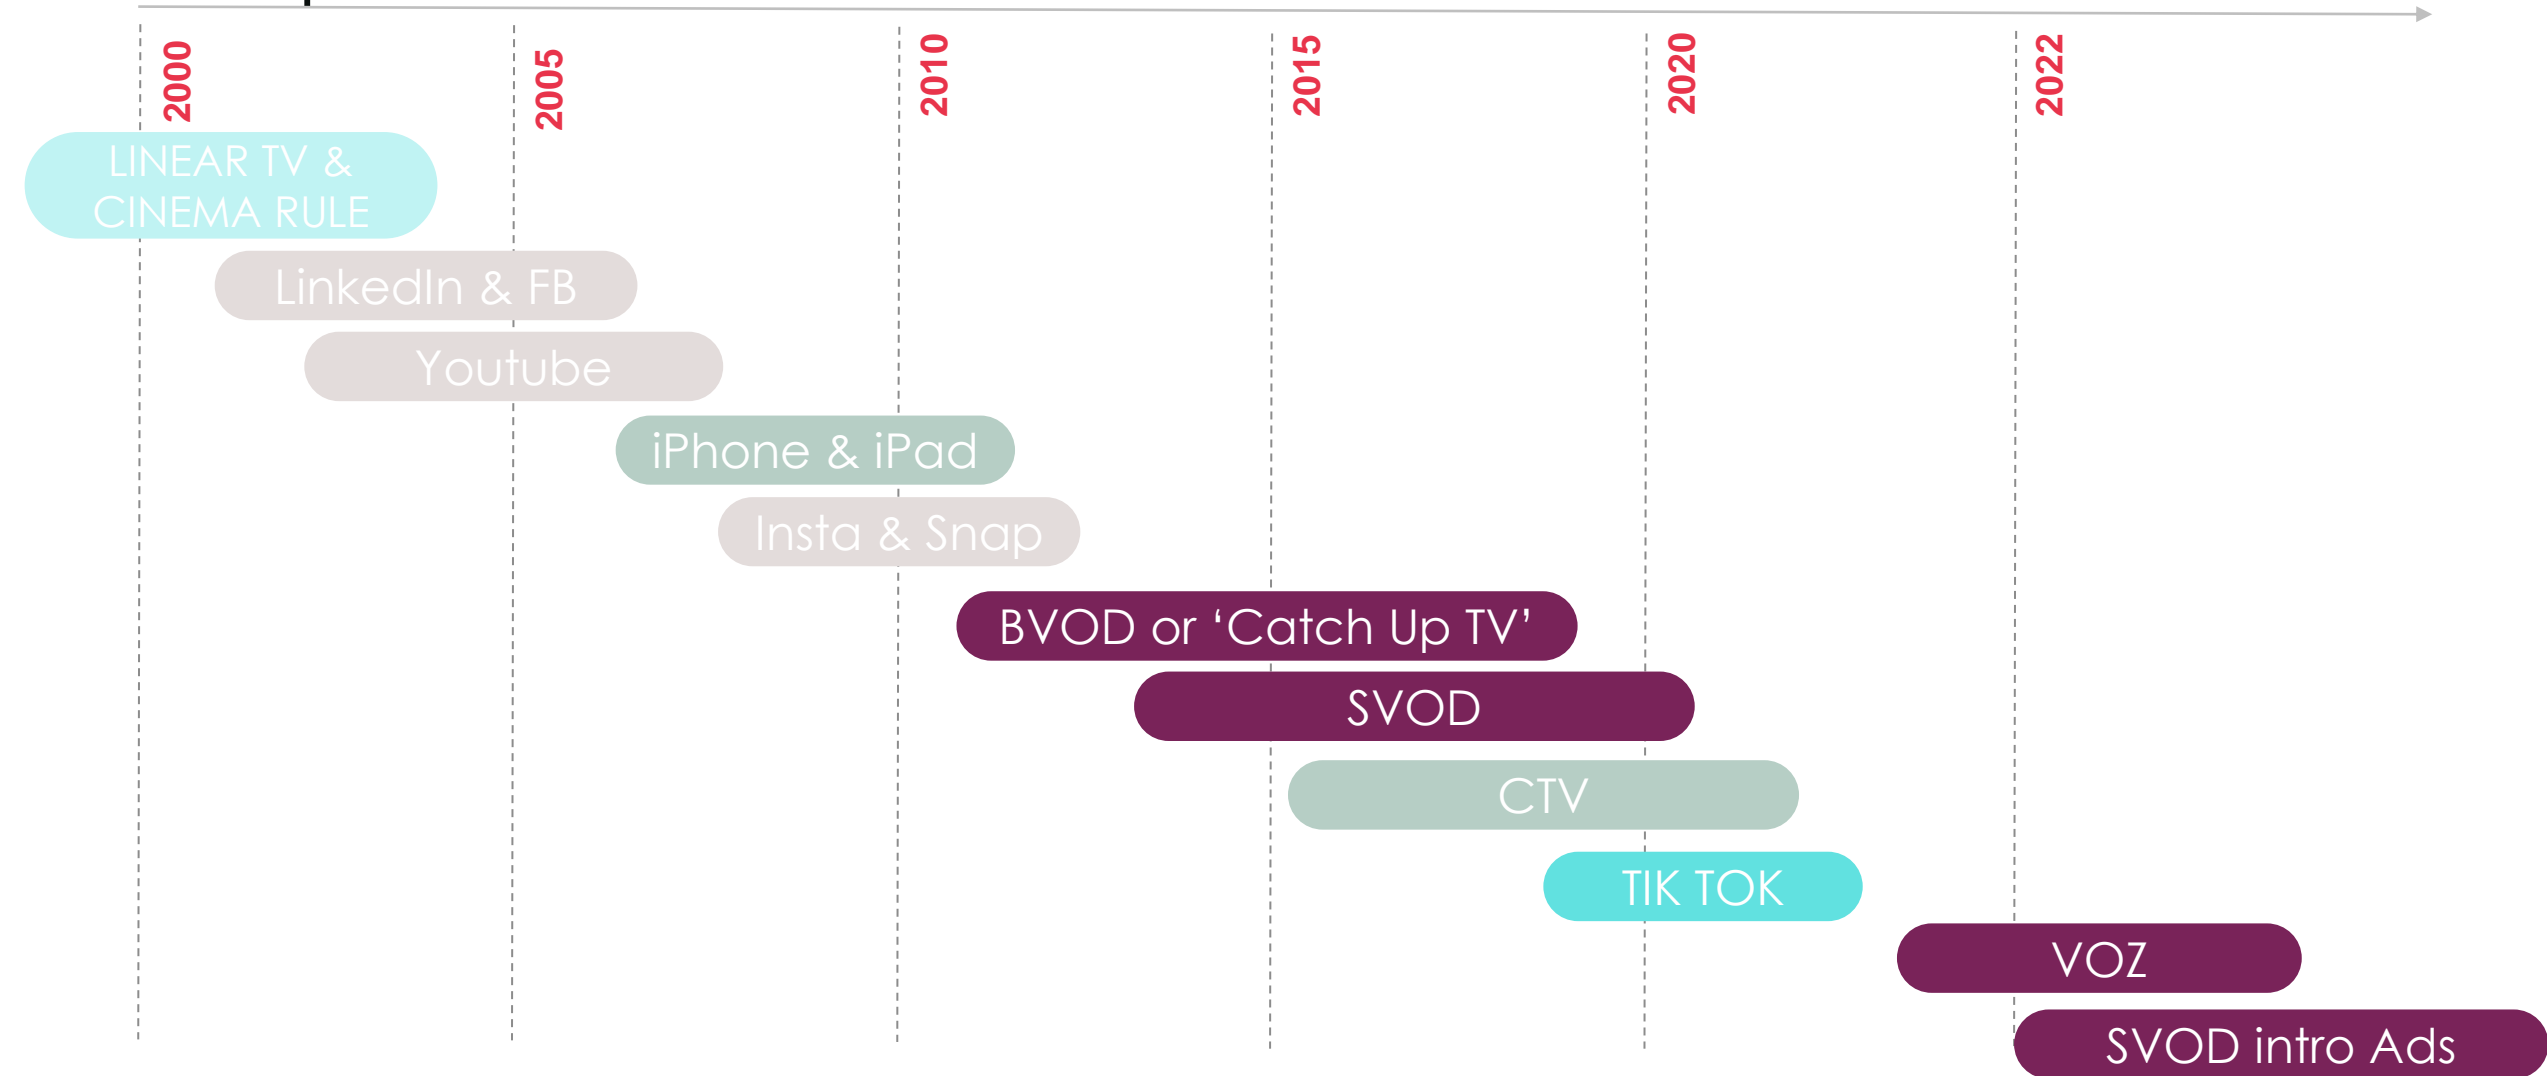 2000
2005
2010
2015
2020
2022
LINEAR TV &
CINEMA RULE
LinkedIn & FB
Youtube
iPhone & iPad
Insta & Snap
BVOD or ‘Catch Up TV’
SVOD
CTV
TIK TOK
VOZ
SVOD intro Ads